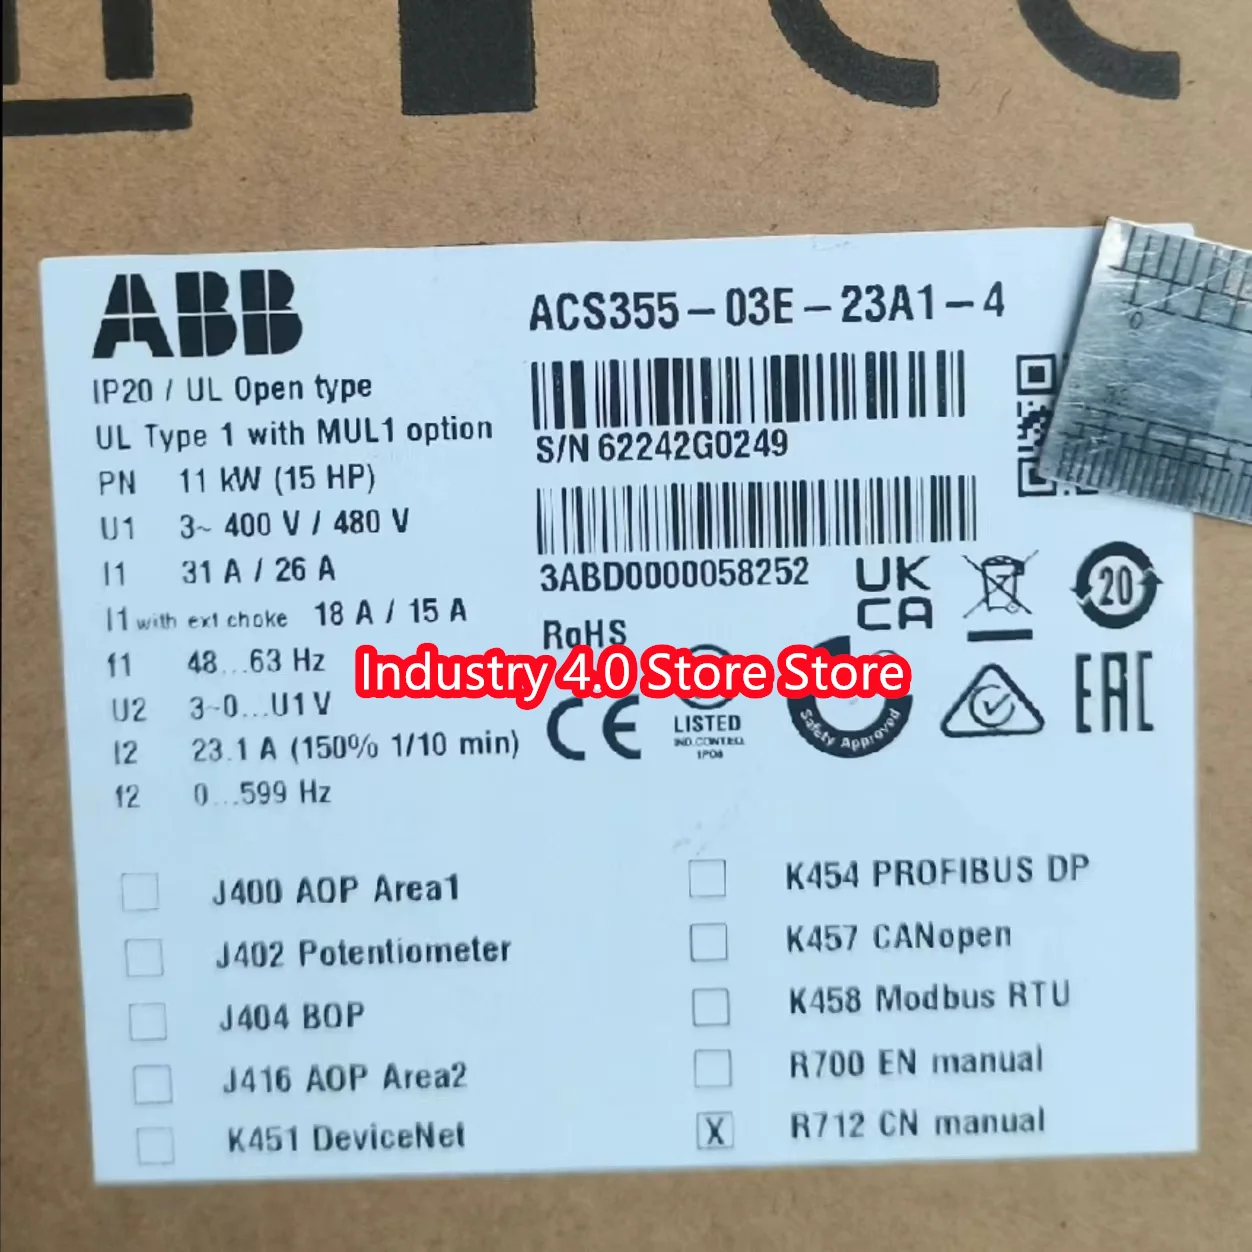 ABB
ACS355-03E-23A1-4
IP20 / UL Open type
UL Type 1 with MUL1 option
S/N 62242G0249
PN 11 kW (15 HP)
U1 3~ 400 V / 480 V
I1 31 A / 26 A
3ABD0000058252
UK
CA
20
I1 with ext choke 18 A / 15 A
RoHS
f1 48...63 Hz
Industry 4.0 Store Store
EAC
U2 3~0...U1 V
CE
LISTED
IND.CONT.EQ.
1PD8
Safety Approved
I2 23.1 A (150% 1/10 min)
f2 0...599 Hz
J400 AOP Area1
K454 PROFIBUS DP
J402 Potentiometer
K457 CANopen
J404 BOP
K458 Modbus RTU
J416 AOP Area2
R700 EN manual
K451 DeviceNet
X R712 CN manual
0